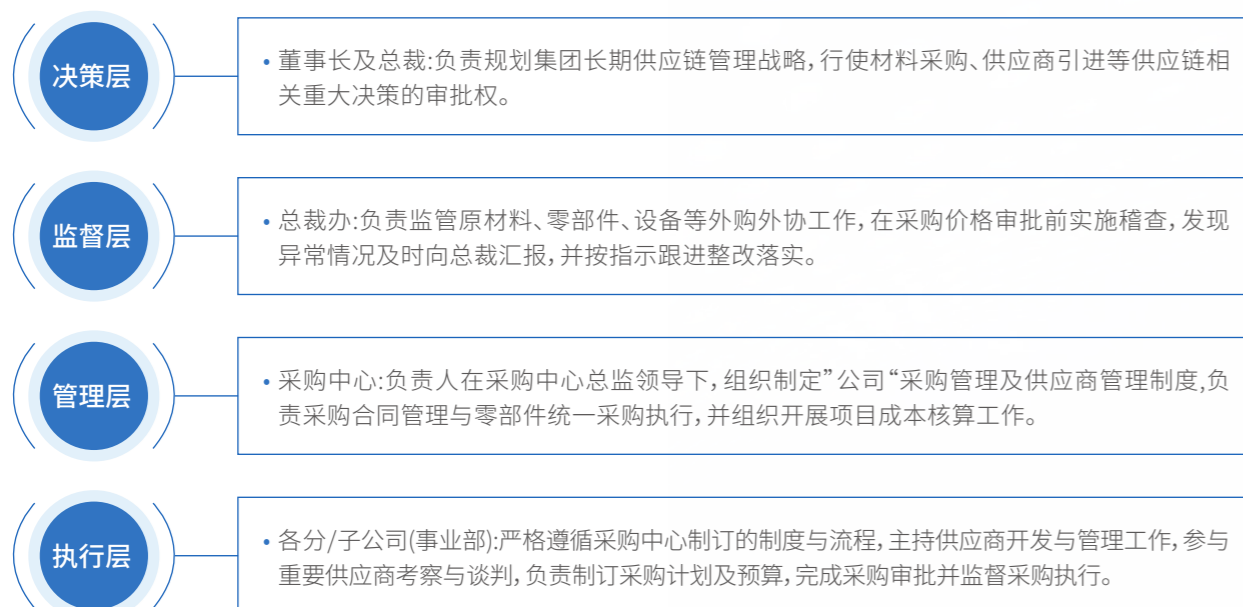 决策层
• 董事长及总裁:负责规划集团长期供应链管理战略,行使材料采购、供应商引进等供应链相
关重大决策的审批权。
监督层
• 总裁办:负责监管原材料、零部件、设备等外购外协工作,在采购价格审批前实施稽查,发现
异常情况及时向总裁汇报,并按指示跟进整改落实。
管理层
• 采购中心:负责人在采购中心总监领导下,组织制定”公司“采购管理及供应商管理制度,负
责采购合同管理与零部件统一采购执行,并组织开展项目成本核算工作。
执行层
• 各分/子公司(事业部):严格遵循采购中心制订的制度与流程,主持供应商开发与管理工作,参与
重要供应商考察与谈判,负责制订采购计划及预算,完成采购审批并监督采购执行。